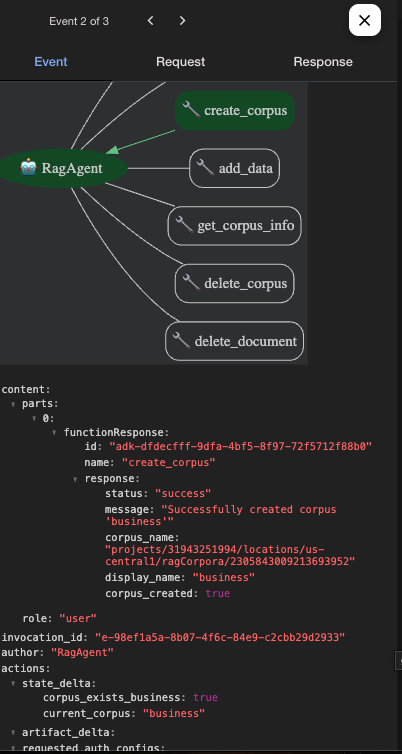 Event 2 of 3
Event Request Response
create_corpus
RagAgent
add_data
get_corpus_info
delete_corpus
delete_document
content:
parts:
0:
functionResponse:
id: "adk-dfdecfff-9dfa-4bf5-8f97-72f5712f88b0"
name: "create_corpus"
response:
status: "success"
message: "Successfully created corpus
'business'"
corpus_name:
"projects/31943251994/locations/us-
central1/ragCorpora/2305843009213693952"
display_name: "business"
corpus_created: true
role: "user"
invocation_id: "e-98ef1a5a-8b07-4f6c-84e9-c2cbb29d2933"
author: "RagAgent"
actions:
state_delta:
corpus_exists_business: true
current_corpus: "business"
artifact_delta:
requested_auth_configs: